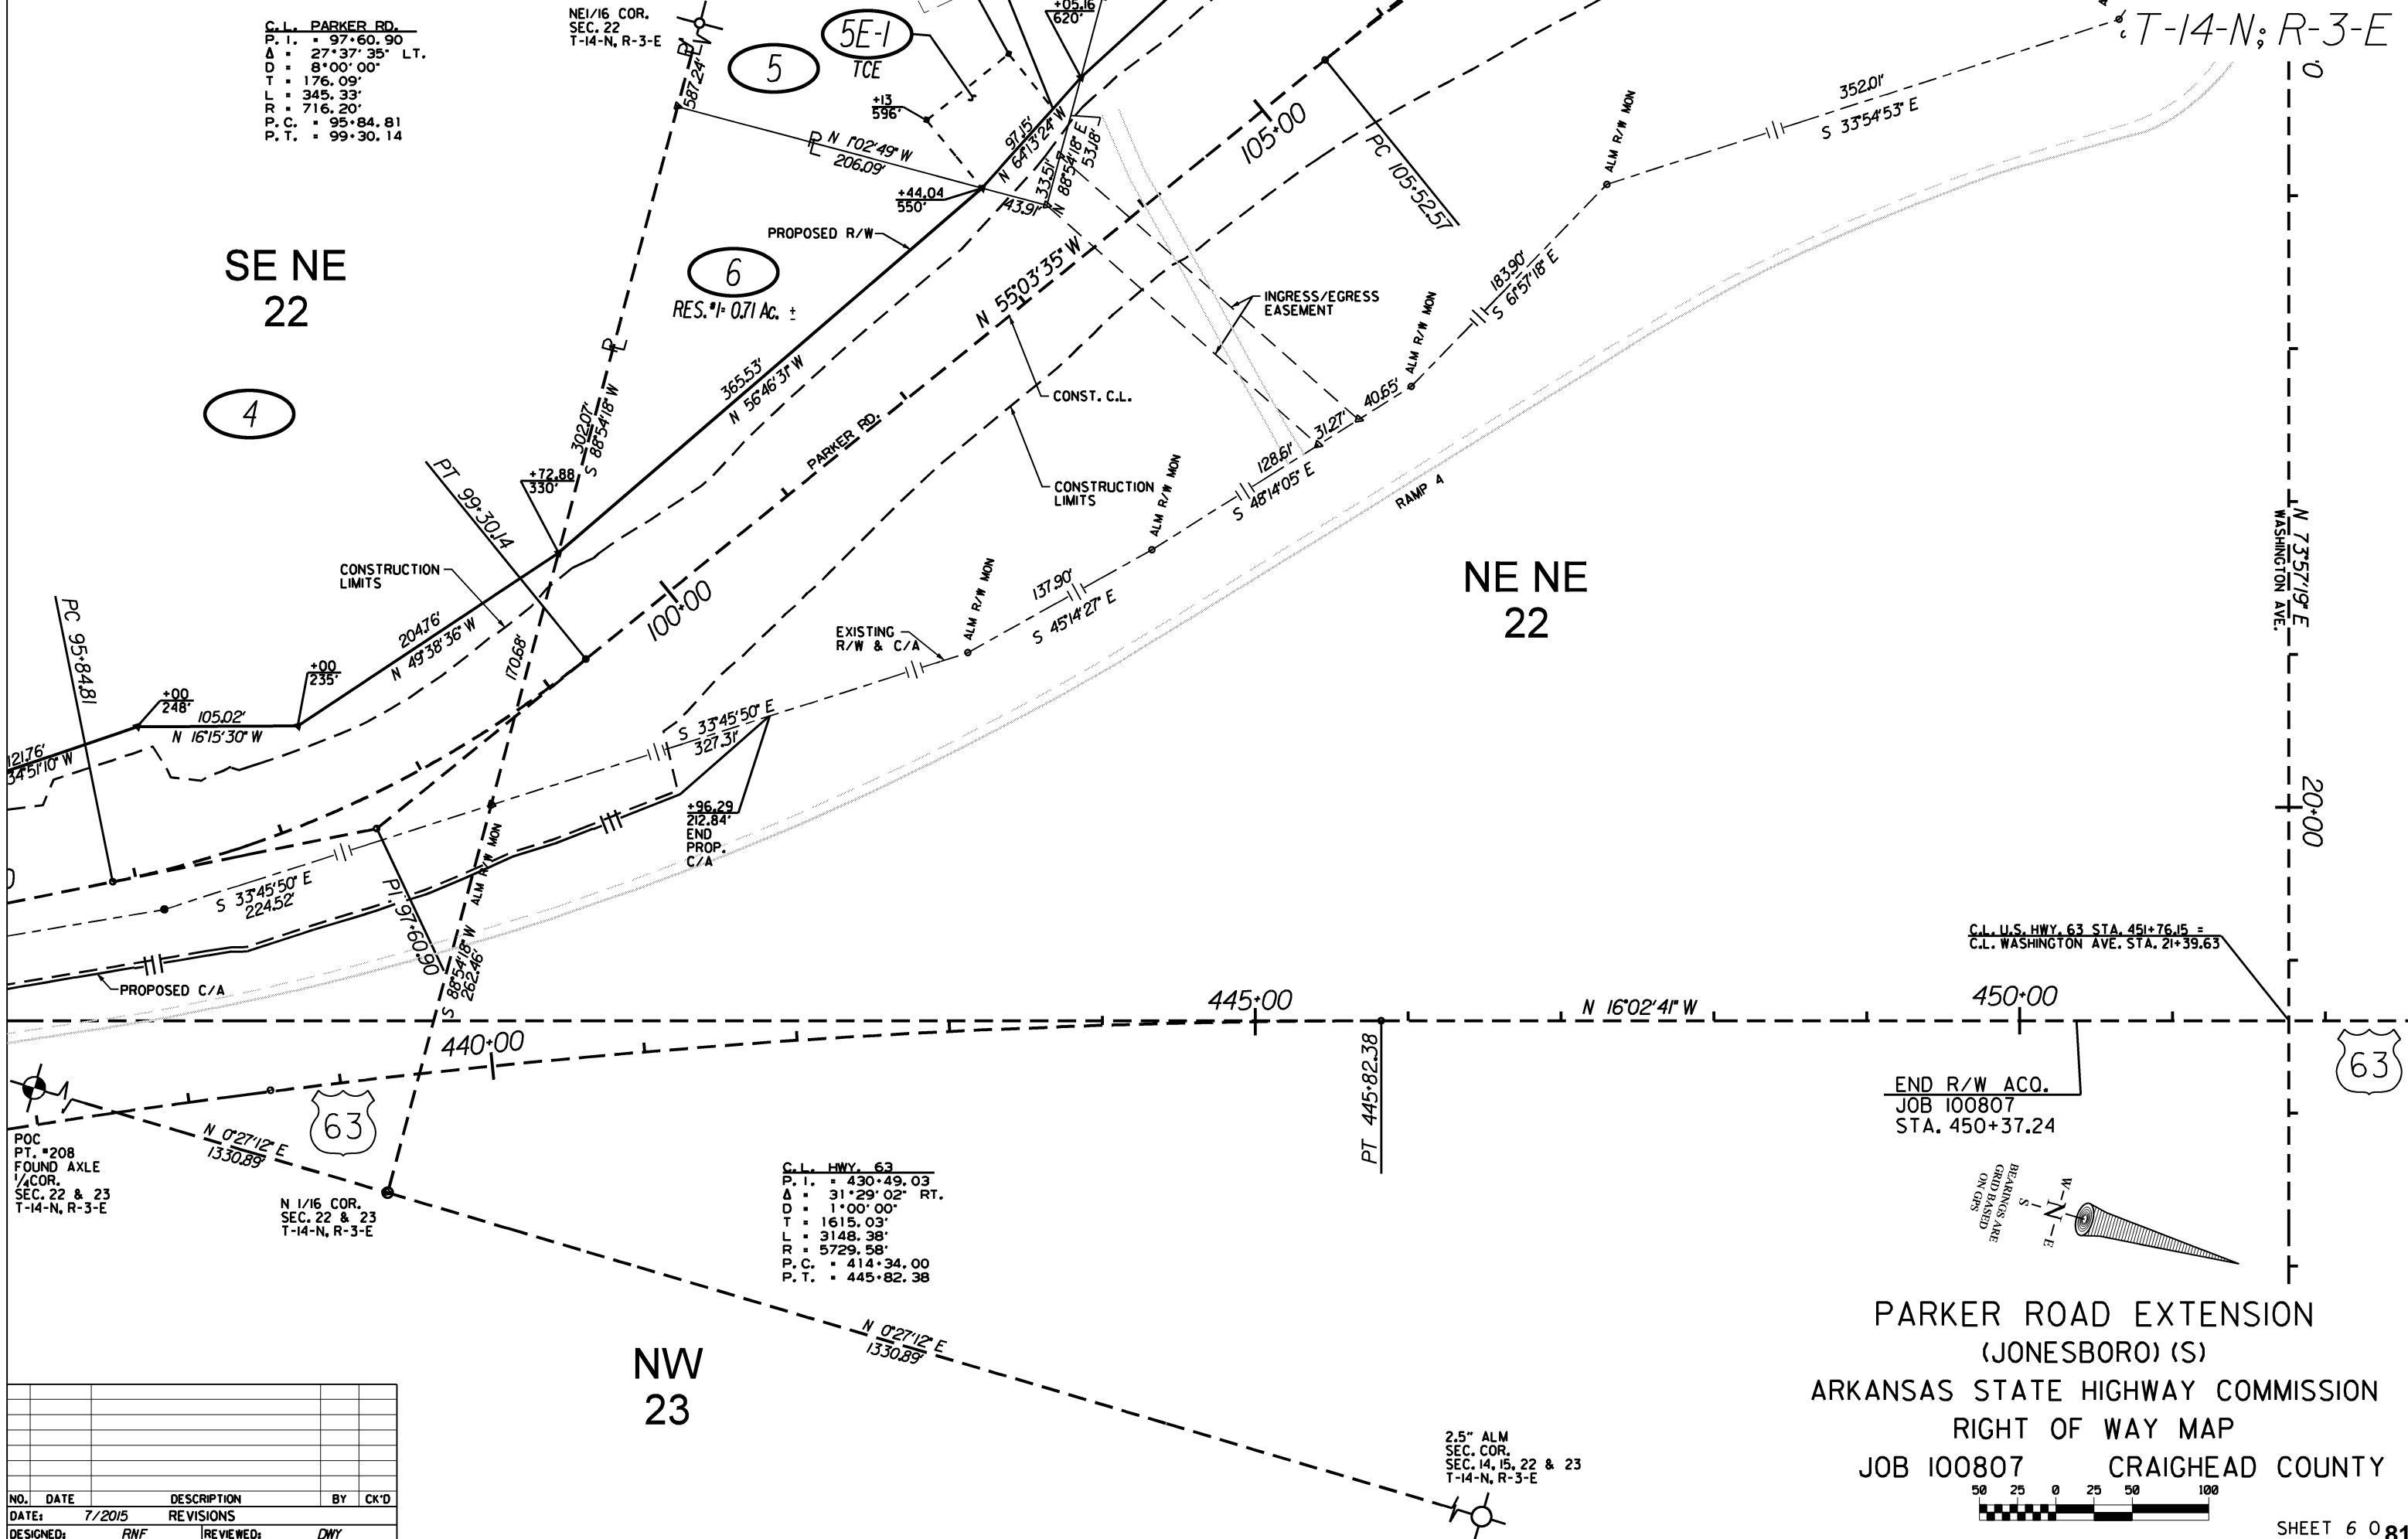 C.L. PARKER RD.
P.I. = 97+60.90
Δ = 27°37'35" LT.
D = 8°00'00"
T = 176.09'
L = 345.33'
R = 716.20'
P.C. = 95+84.81
P.T. = 99+30.14
NE1/16 COR.
SEC. 22
T-14-N, R-3-E
587.24'
5
5E-1
TCE
+05.16
620'
+13
596'
N 1°02'49" W
206.09'
97.15'
N 64°13'24" W
33.51'
N 88°54'18" E
53.18'
+44.04
550'
43.91'
PROPOSED R/W
6
RES. #1= 0.71 Ac. ±
SE NE
22
4
105+00
PC 105+52.57
N 55°03'35" W
INGRESS/EGRESS
EASEMENT
CONST. C.L.
CONSTRUCTION
LIMITS
PARKER RD.
365.53'
N 56°46'31" W
302.07'
S 88°54'18" W
+72.88
330'
PT 99+30.14
CONSTRUCTION
LIMITS
100+00
170.68'
204.76'
N 49°38'36" W
+00
235'
+00
248'
105.02'
N 16°15'30" W
121.76'
34°51'10" W
PC 95+84.81
T-14-N; R-3-E
352.01'
S 33°54'53" E
ALM R/W MON
183.90'
S 61°57'18" E
ALM R/W MON
40.65'
31.27'
128.61'
S 48°14'05" E
ALM R/W MON
RAMP 4
137.90'
S 45°14'27" E
ALM R/W MON
EXISTING
R/W & C/A
S 33°45'50" E
327.31'
+96.29
212.84'
END
PROP.
C/A
ALM R/W MON
S 33°45'50" E
224.52'
PI 97+60.90
S 88°54'18" W
262.46'
PROPOSED C/A
NE NE
22
N 73°57'19" E
WASHINGTON AVE.
20+00
C.L. U.S. HWY. 63 STA. 451+76.15 =
C.L. WASHINGTON AVE. STA. 21+39.63
440+00
445+00
N 16°02'41" W
450+00
PT 445+82.38
63
63
END R/W ACQ.
JOB 100807
STA. 450+37.24
POC
PT. #208
FOUND AXLE
1/4 COR.
SEC. 22 & 23
T-14-N, R-3-E
N 0°27'12" E
1330.89'
N 1/16 COR.
SEC. 22 & 23
T-14-N, R-3-E
C.L. HWY. 63
P.I. = 430+49.03
Δ = 31°29'02" RT.
D = 1°00'00"
T = 1615.03'
L = 3148.38'
R = 5729.58'
P.C. = 414+34.00
P.T. = 445+82.38
BEARINGS ARE
GRID BASED
ON GPS
W N E
S
NW
23
N 0°27'12" E
1330.89'
2.5" ALM
SEC. COR.
SEC. 14, 15, 22 & 23
T-14-N, R-3-E
PARKER ROAD EXTENSION
(JONESBORO) (S)
ARKANSAS STATE HIGHWAY COMMISSION
RIGHT OF WAY MAP
JOB 100807 CRAIGHEAD COUNTY
50 25 0 25 50 100
SHEET 6 O
NO. DATE DESCRIPTION BY CK'D
DATE: 7/2015 REVISIONS
DESIGNED: RNF REVIEWED: DWY